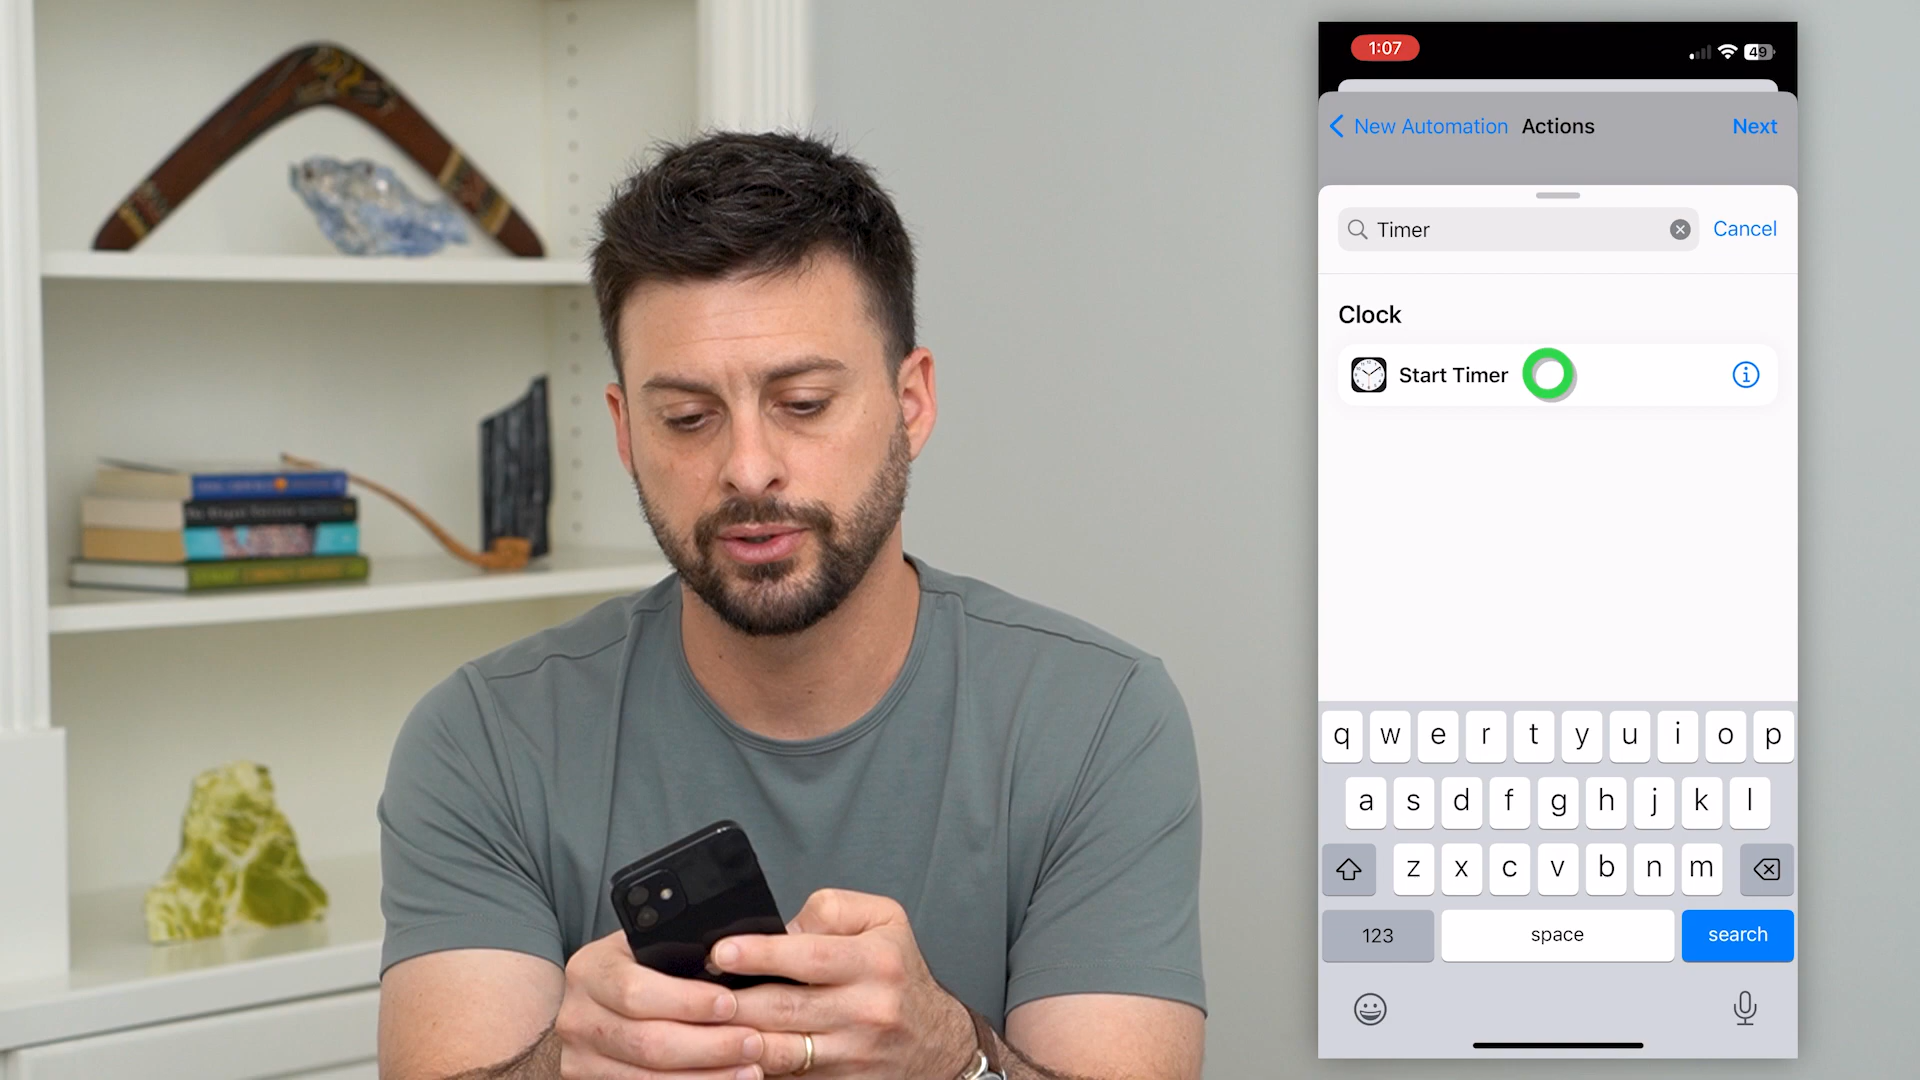 1:07
49
New Automation Actions Next
Timer Cancel
Clock
Start Timer
q w e r t y u i o p
a s d f g h j k l
z x c v b n m
123 space search